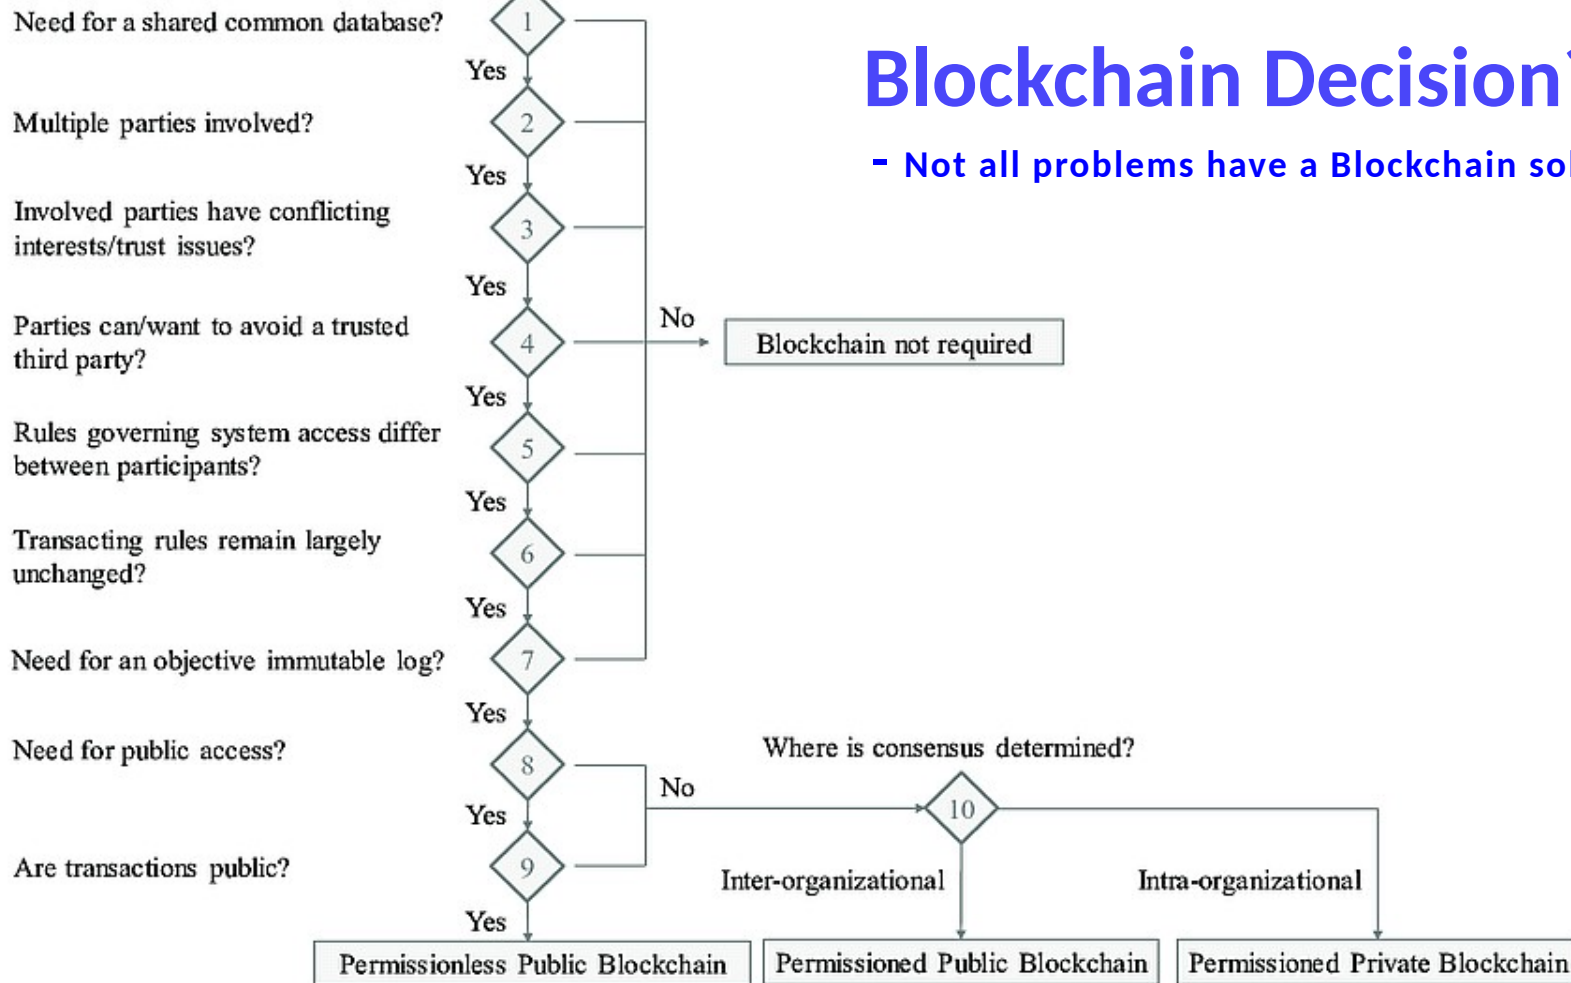 Need for a shared common database?
1
Blockchain Decision
Yes
Multiple parties involved?
2
- Not all problems have a Blockchain
Yes
Involved parties have conflicting
interests/trust issues?
3
Yes
Parties can/want to avoid a trusted
third party?
4
No
Blockchain not required
Yes
Rules governing system access differ
between participants?
5
Yes
Transacting rules remain largely
unchanged?
6
Yes
Need for an objective immutable log?
7
Yes
Need for public access?
8
No
Where is consensus determined?
10
Yes
Are transactions public?
9
Inter-organizational
Intra-organizational
Yes
Permissionless Public Blockchain
Permissioned Public Blockchain
Permissioned Private Blockchain